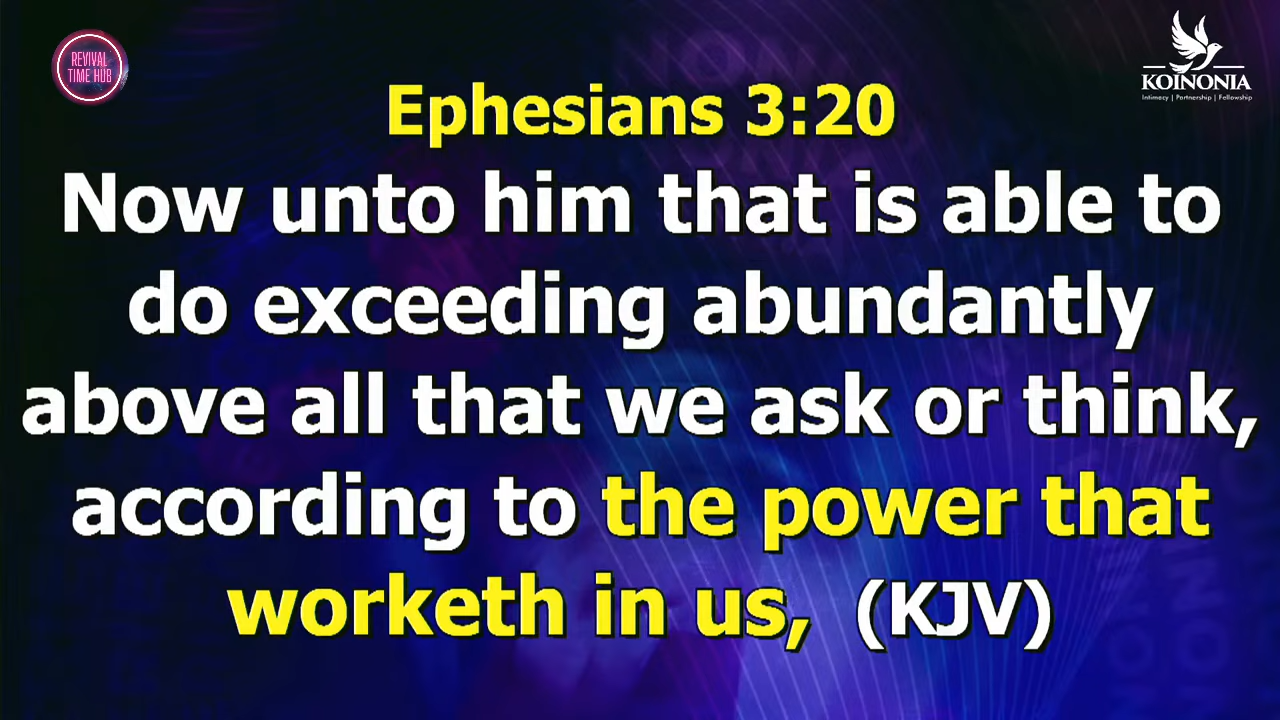 REVIVAL
TIME HUB
KOINONIA
Intimacy | Partnership | Fellowship
Ephesians 3:20
Now unto him that is able to
do exceeding abundantly
above all that we ask or think,
according to the power that
worketh in us, (KJV)